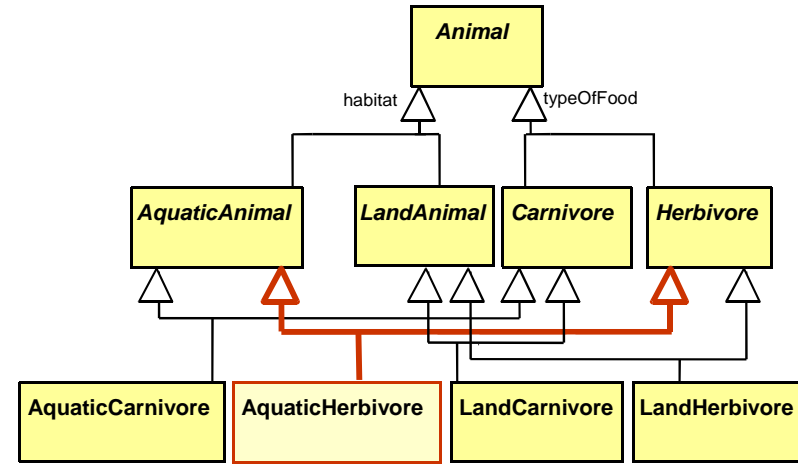 Animal
habitat
typeOfFood
AquaticAnimal
LandAnimal
Carnivore
Herbivore
AquaticCarnivore
AquaticHerbivore
LandCarnivore
LandHerbivore